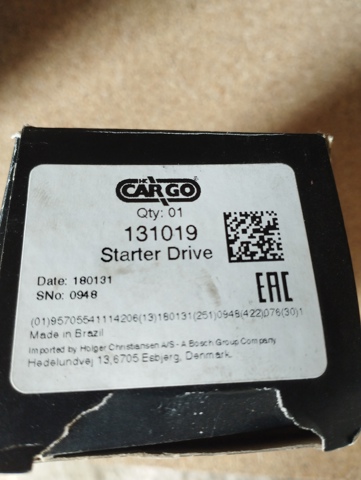 HC
CARGO®
Qty: 01
131019
Starter Drive
Date: 180131
SNo: 0948
EAC
(01)95705541114206(13)180131(251)0948(422)076(30)1
Made in Brazil
Imported by Holger Christiansen A/S - A Bosch Group Company
Hedelundvej 13,6705 Esbjerg, Denmark.